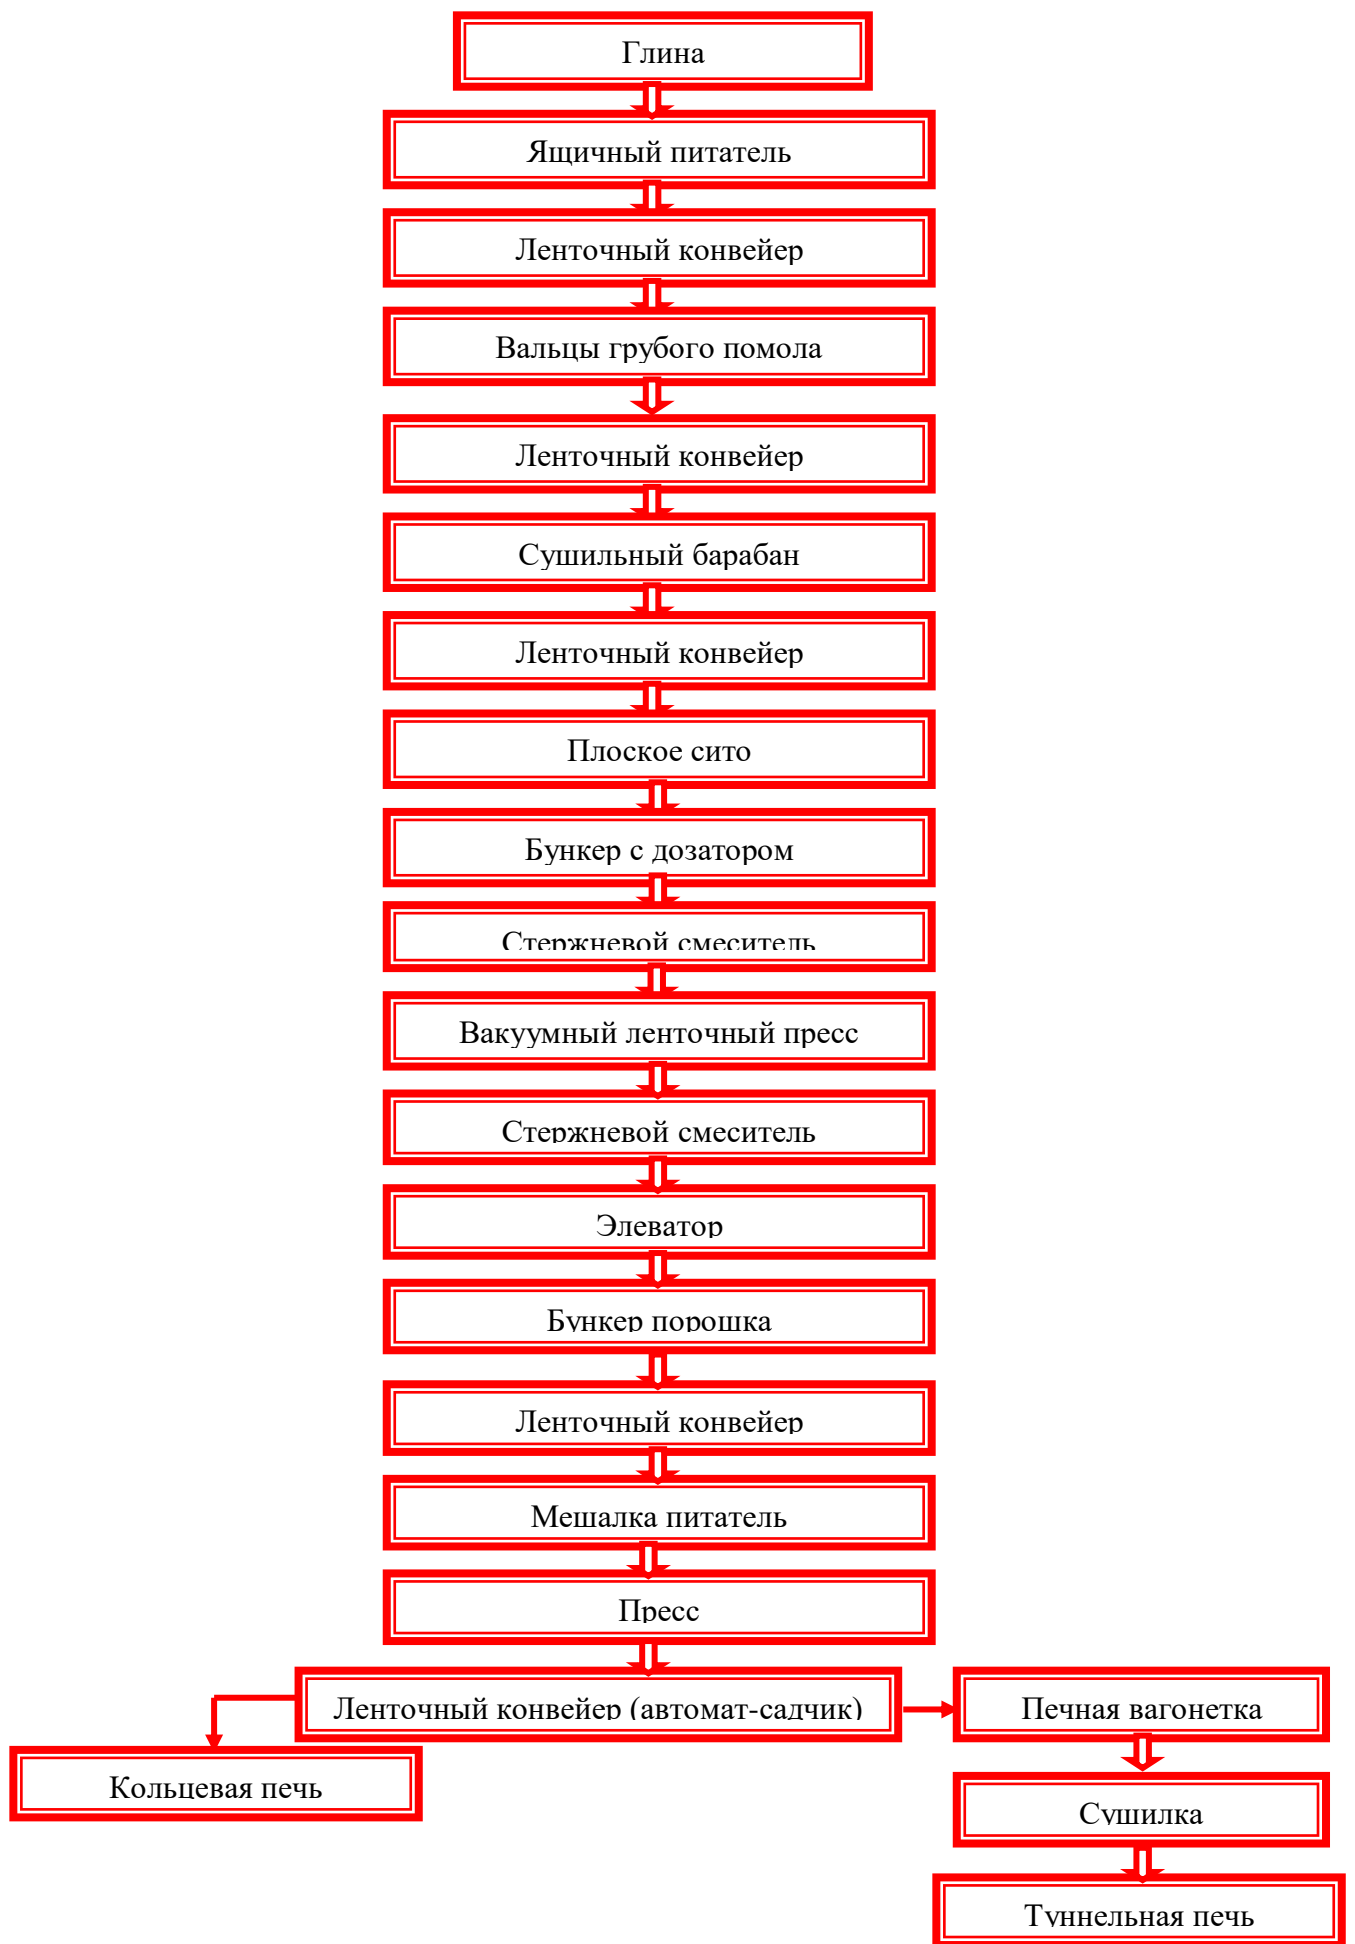 Глина
Ящичный питатель
Ленточный конвейер
Вальцы грубого помола
Ленточный конвейер
Сушильный барабан
Ленточный конвейер
Плоское сито
Бункер с дозатором
Стержневой смеситель
Вакуумный ленточный пресс
Стержневой смеситель
Элеватор
Бункер порошка
Ленточный конвейер
Мешалка питатель
Пресс
Ленточный конвейер (автомат-садчик)
Печная вагонетка
Кольцевая печь
Сушилка
Туннельная печь